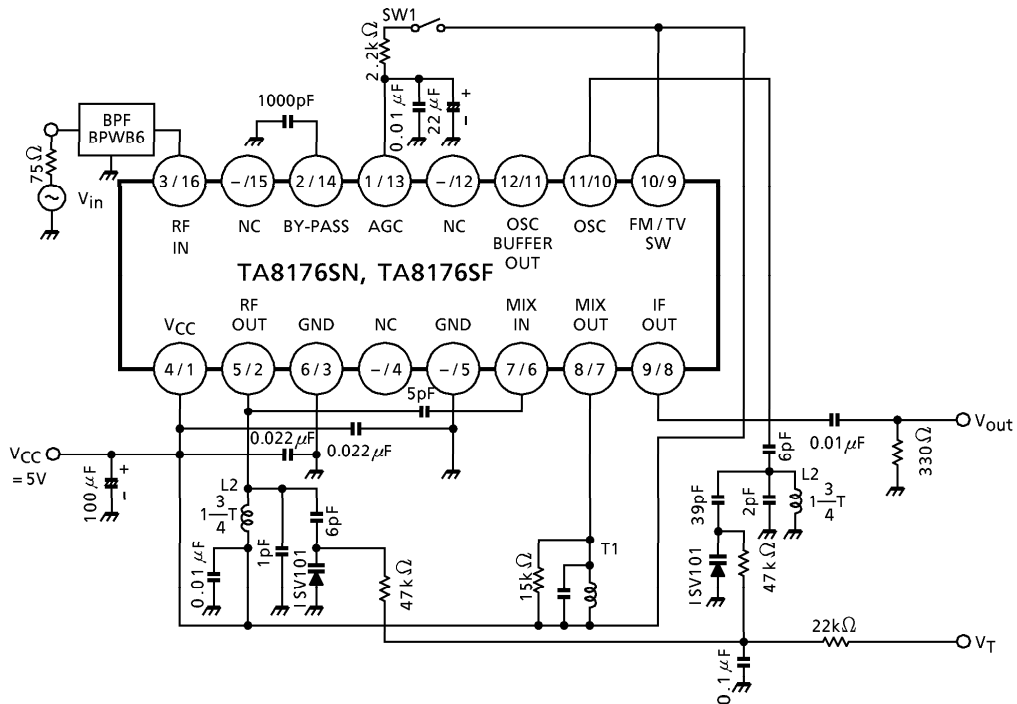 SW1
2.2kΩ
0.01μF
22μF
+
-
1000pF
BPF
BPWB6
75Ω
Vin
3/16
-/15
2/14
1/13
-/12
12/11
11/10
10/9
RF
IN
NC
BY-PASS
AGC
NC
OSC
BUFFER
OUT
OSC
FM/TV
SW
TA8176SN, TA8176SF
VCC
RF
OUT
GND
NC
GND
MIX
IN
MIX
OUT
IF
OUT
4/1
5/2
6/3
-/4
-/5
7/6
8/7
9/8
5pF
0.022μF
0.022μF
VCC
=5V
100μF
+
-
L2
1 3/4 T
0.01μF
1pF
6pF
ISV101
47kΩ
15kΩ
T1
6pF
39pF
2pF
L2
1 3/4 T
ISV101
47kΩ
0.01μF
330Ω
Vout
22kΩ
VT
0.1μF